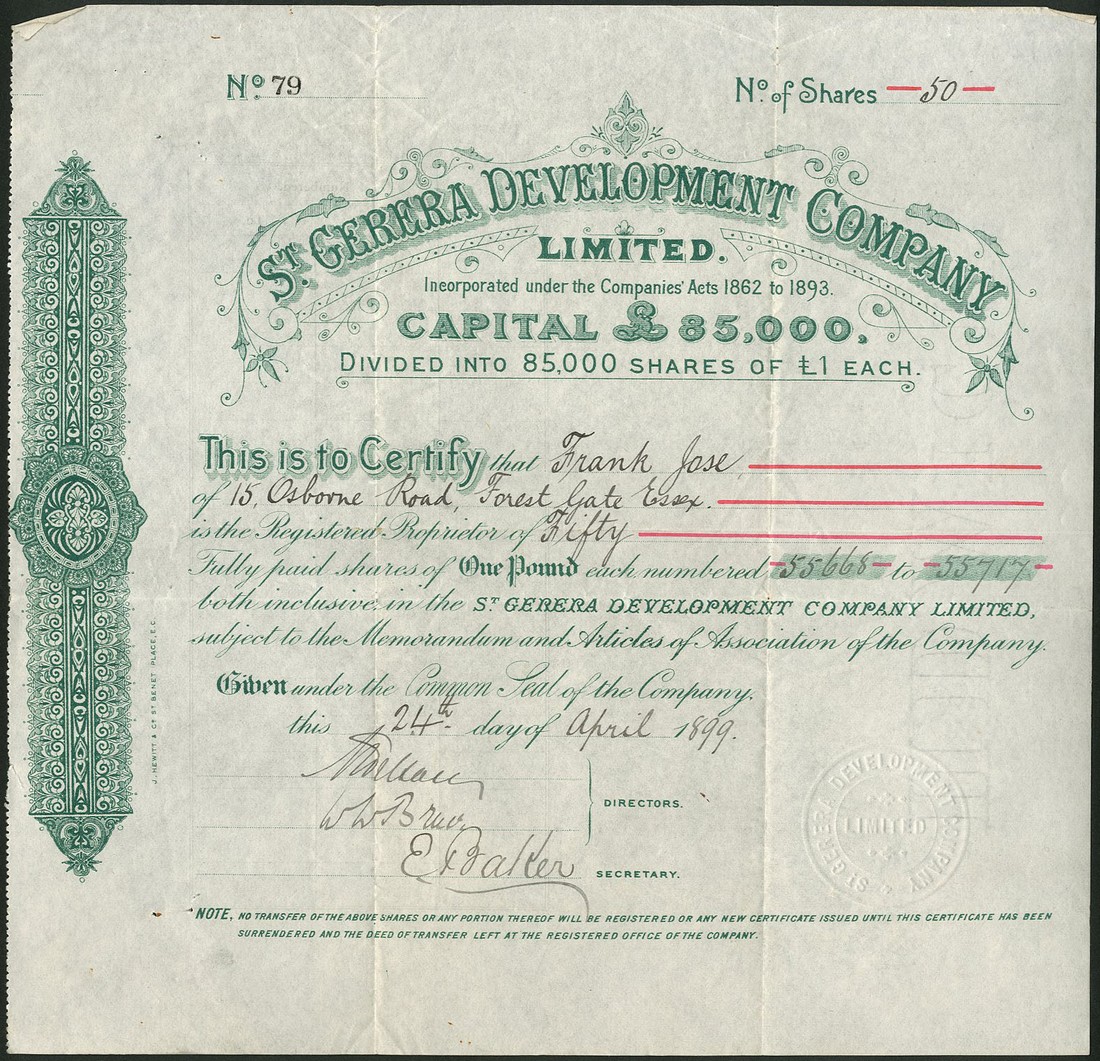 No 79
No. of Shares 50
ST GERERA DEVELOPMENT COMPANY
LIMITED.
Incorporated under the Companies' Acts 1862 to 1893.
CAPITAL £85,000,
DIVIDED INTO 85,000 SHARES OF £1 EACH.
This is to Certify that Frank Jose
of 15, Osborne Road, Forest Gate Essex.
is the Registered Proprietor of Fifty
Fully paid shares of One Pound each numbered 55668 to 55717
both inclusive in the ST GERERA DEVELOPMENT COMPANY LIMITED,
subject to the Memorandum and Articles of Association of the Company.
Given under the Common Seal of the Company,
this 24th day of April 1899.
DIRECTORS.
E Baker SECRETARY.
ST GERERA DEVELOPMENT COMPANY
LIMITED
NOTE, NO TRANSFER OF THE ABOVE SHARES OR ANY PORTION THEREOF WILL BE REGISTERED OR ANY NEW CERTIFICATE ISSUED UNTIL THIS CERTIFICATE HAS BEEN
SURRENDERED AND THE DEED OF TRANSFER LEFT AT THE REGISTERED OFFICE OF THE COMPANY.
J. HEWITT & CO ST BENET PLACE, E.C.